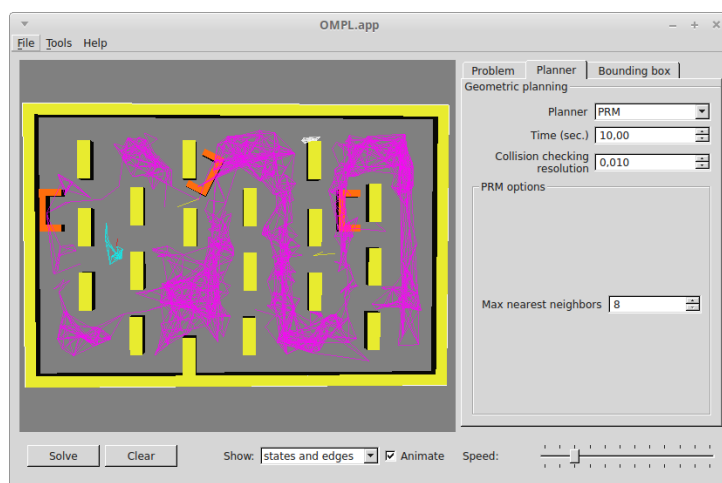 OMPL.app
File Tools Help
Problem Planner Bounding box
Geometric planning
Planner PRM
Time (sec.) 10,00
Collision checking
resolution 0,010
PRM options
Max nearest neighbors 8
Solve Clear Show: states and edges Animate Speed: